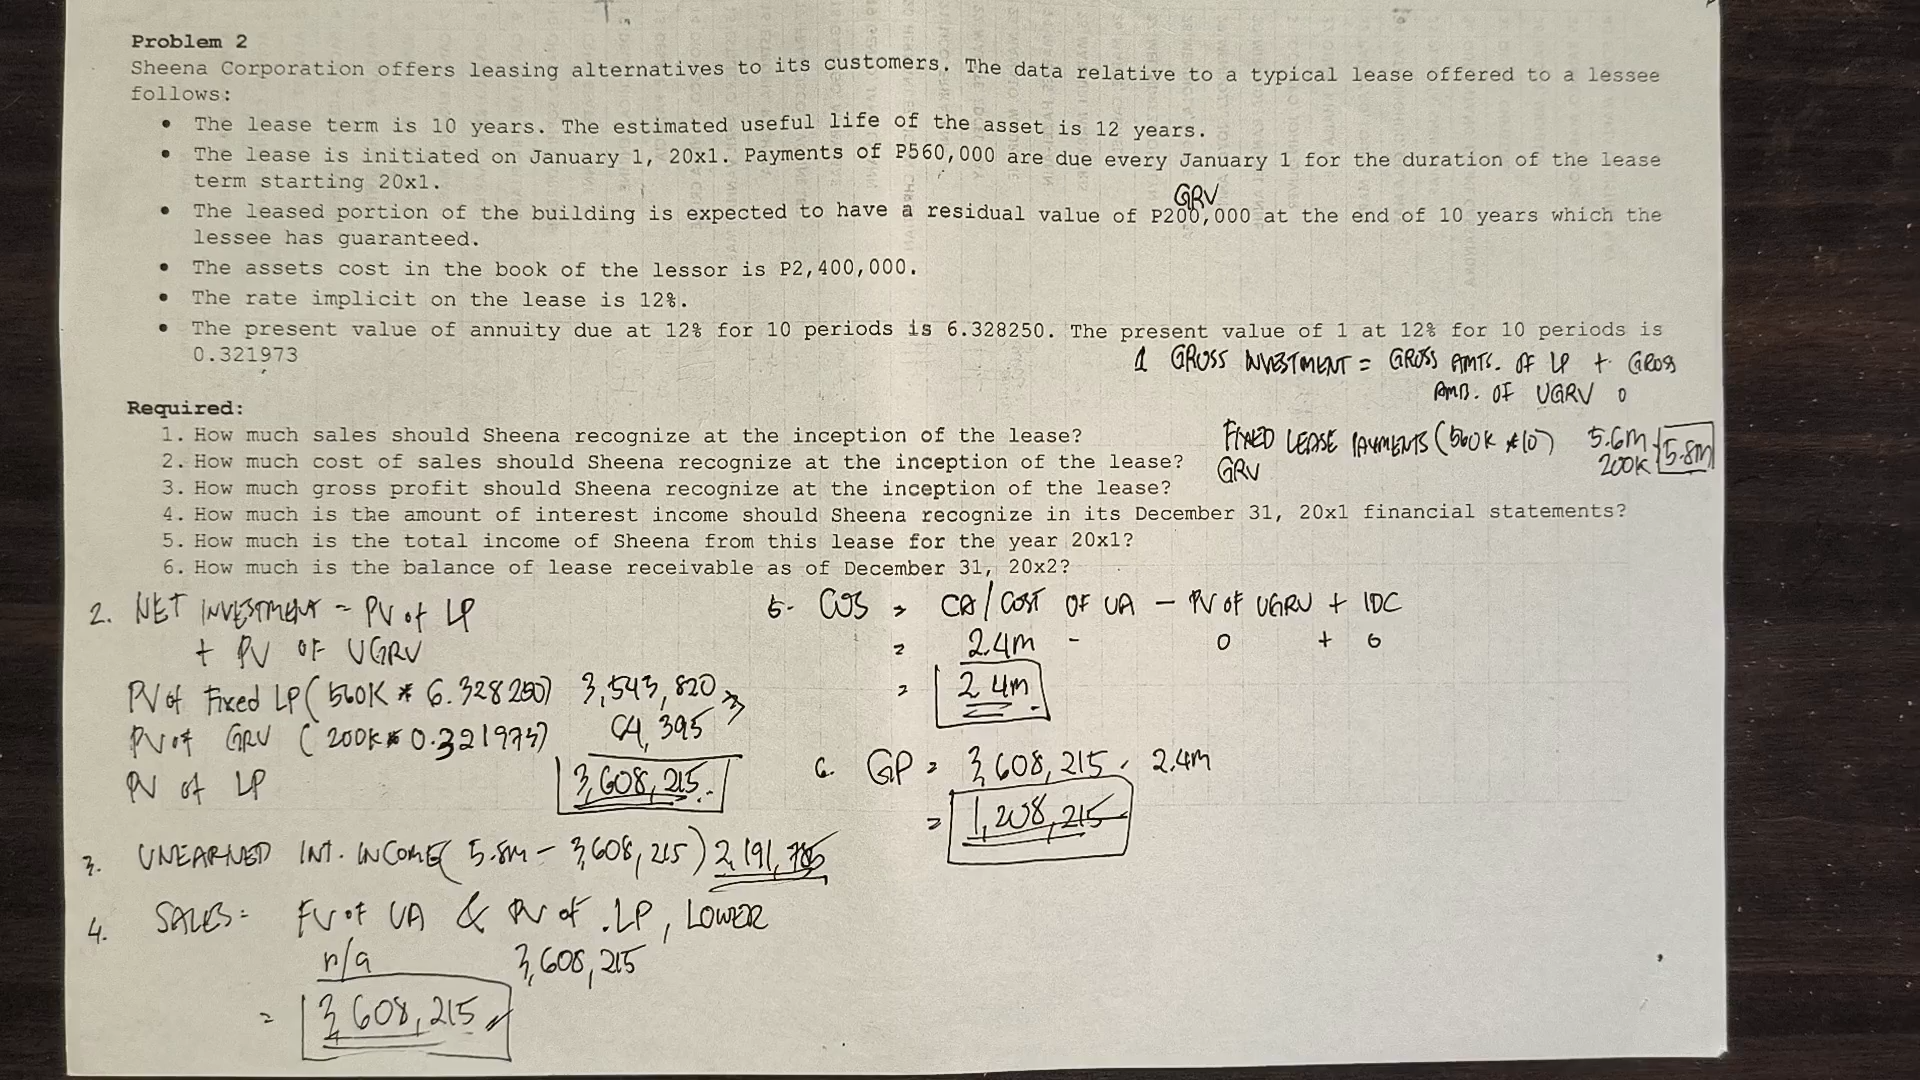 Problem 2
Sheena Corporation offers leasing alternatives to its customers. The data relative to a typical lease offered to a lessee
follows:
• The lease term is 10 years. The estimated useful life of the asset is 12 years.
• The lease is initiated on January 1, 20x1. Payments of P560,000 are due every January 1 for the duration of the lease
term starting 20x1.
GRV
• The leased portion of the building is expected to have a residual value of P200,000 at the end of 10 years which the
lessee has guaranteed.
• The assets cost in the book of the lessor is P2,400,000.
• The rate implicit on the lease is 12%.
• The present value of annuity due at 12% for 10 periods is 6.328250. The present value of 1 at 12% for 10 periods is
0.321973
1 GROSS INVESTMENT = GROSS AMTS. OF LP + GROSS
AMTS. OF UGRV 0
Required:
1. How much sales should Sheena recognize at the inception of the lease?
2. How much cost of sales should Sheena recognize at the inception of the lease?
3. How much gross profit should Sheena recognize at the inception of the lease?
4. How much is the amount of interest income should Sheena recognize in its December 31, 20x1 financial statements?
5. How much is the total income of Sheena from this lease for the year 20x1?
6. How much is the balance of lease receivable as of December 31, 20x2?
FIXED LEASE PAYMENTS (560K * 10) 5.6m
GRV 200K 5.8m
2. NET INVESTMENT = PV of LP
+ PV OF UGRV
PV of Fixed LP (560K * 6.328250) 3,543,820
PV of GRV (200K * 0.321973) 64,395
PV of LP 3,608,215
3. UNEARNED INT. INCOME (5.8m - 3,608,215) 2,191,785
4. SALES = FV of UA & PV of LP, LOWER
n/a 3,608,215
= 3,608,215
5. COS = CA/COST OF UA - PV OF UGRV + IDC
= 2.4m - 0 + 0
= 2.4m
6. GP = 3,608,215 - 2.4m
= 1,208,215